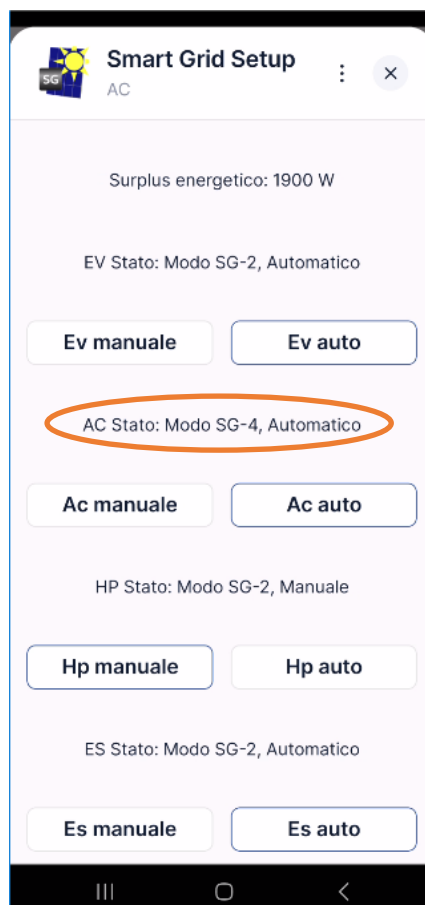 SG
Smart Grid Setup
AC
Surplus energetico: 1900 W
EV Stato: Modo SG-2, Automatico
Ev manuale
Ev auto
AC Stato: Modo SG-4, Automatico
Ac manuale
Ac auto
HP Stato: Modo SG-2, Manuale
Hp manuale
Hp auto
ES Stato: Modo SG-2, Automatico
Es manuale
Es auto